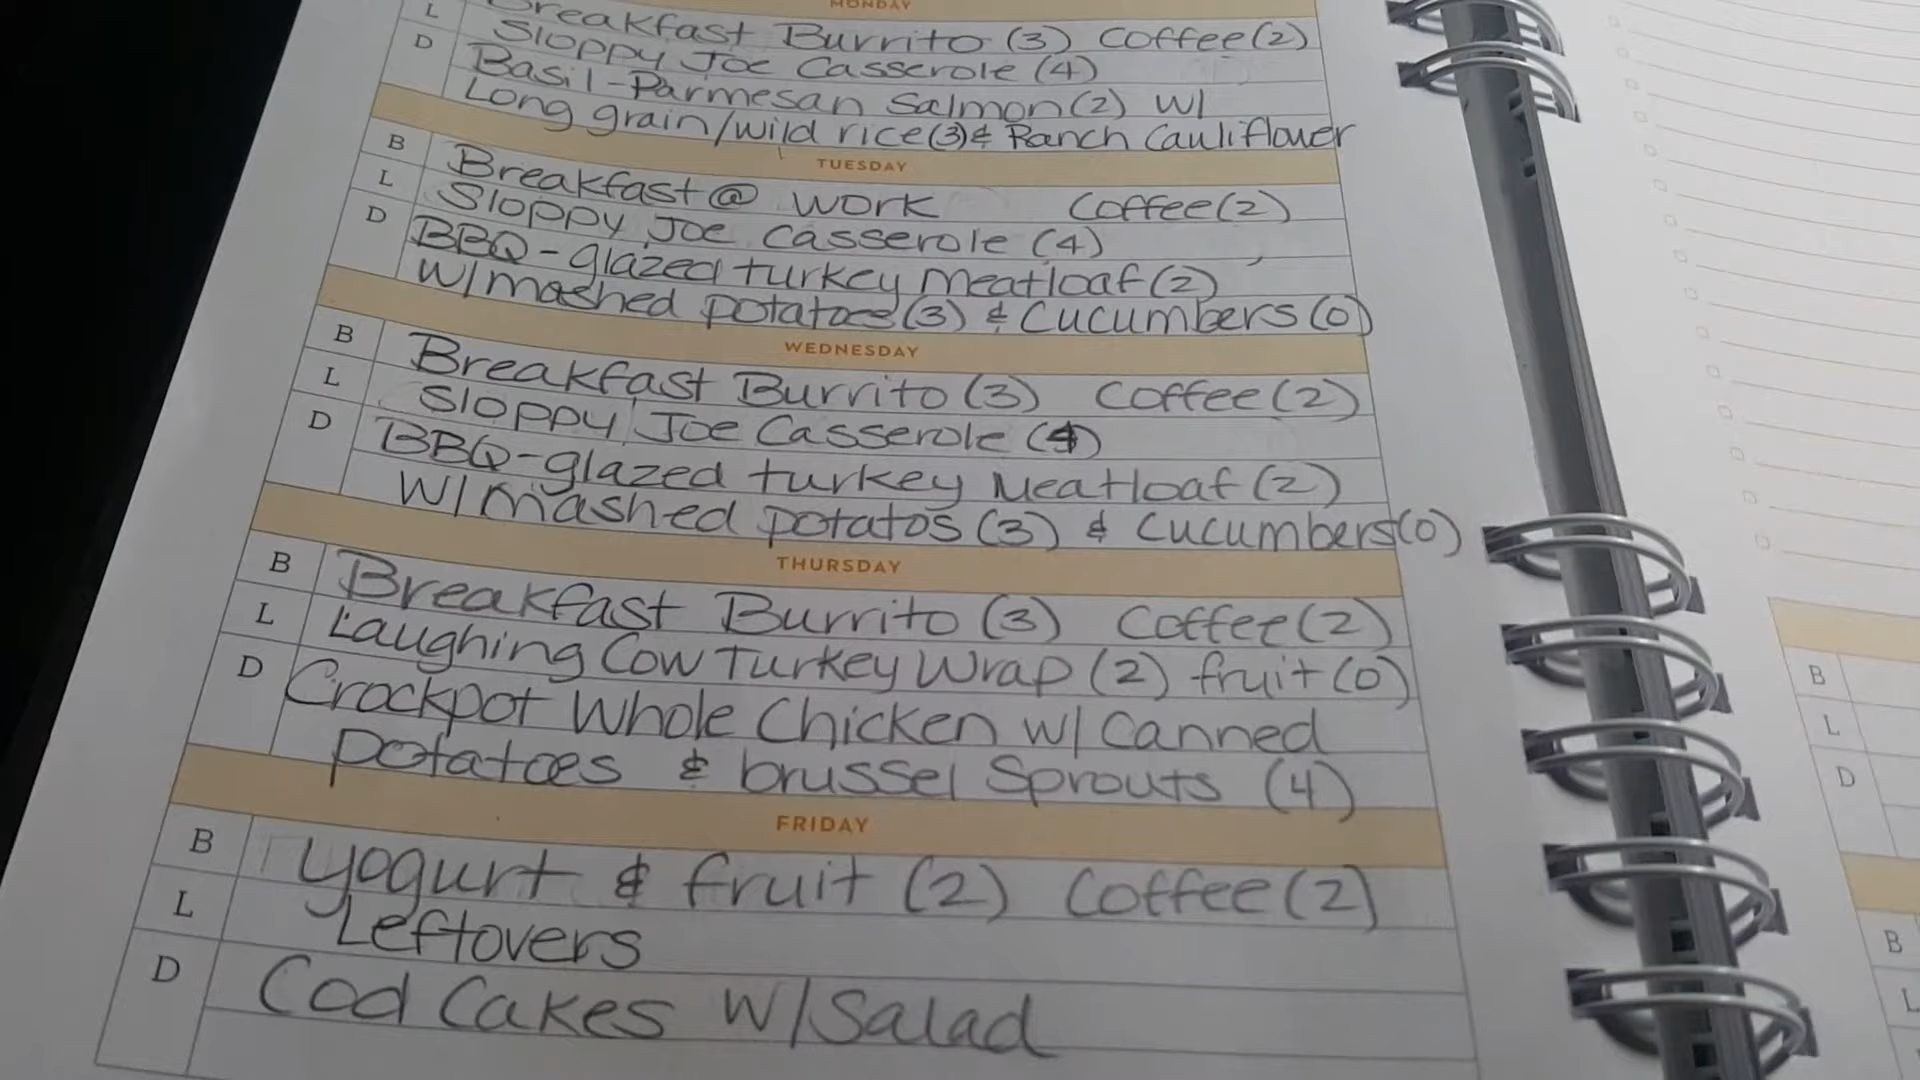 MONDAY
Breakfast Burrito (3) Coffee (2)
L Sloppy Joe Casserole (4)
D Basil-Parmesan Salmon (2) W/
Long grain/wild rice (3) & Ranch Cauliflower
TUESDAY
B Breakfast @ work Coffee (2)
L Sloppy Joe Casserole (4)
D BBQ-glazed turkey Meatloaf (2)
W/mashed potatoes (3) & Cucumbers (0)
WEDNESDAY
B Breakfast Burrito (3) Coffee (2)
L Sloppy Joe Casserole (4)
D BBQ-glazed turkey Meatloaf (2)
W/Mashed potatos (3) & Cucumbers (0)
THURSDAY
B Breakfast Burrito (3) Coffee (2)
L Laughing Cow Turkey Wrap (2) fruit (0)
D Crockpot Whole Chicken w/ Canned
potatoes & brussel Sprouts (4)
FRIDAY
B Yogurt & fruit (2) Coffee (2)
L Leftovers
D Cod Cakes W/Salad
B
L
D
B
L